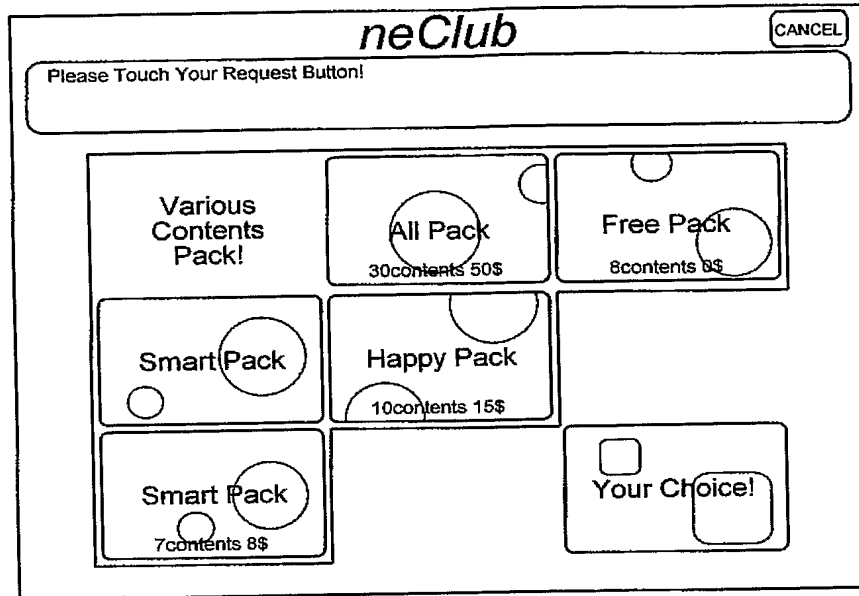 neClub
CANCEL
Please Touch Your Request Button!
Various
Contents
Pack!
All Pack
30contents 50$
Free Pack
8contents 0$
Smart Pack
Happy Pack
10contents 15$
Smart Pack
7contents 8$
Your Choice!